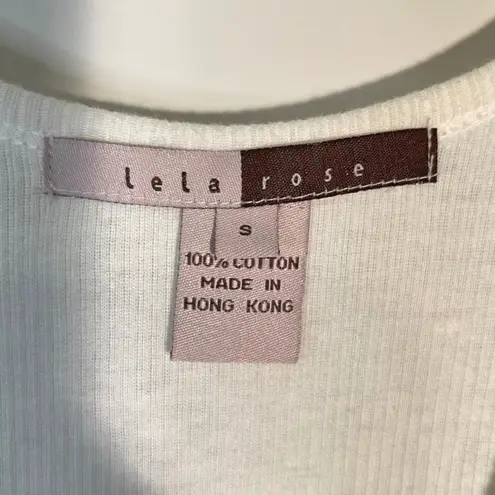 lela rose
S
100% COTTON
MADE IN
HONG KONG